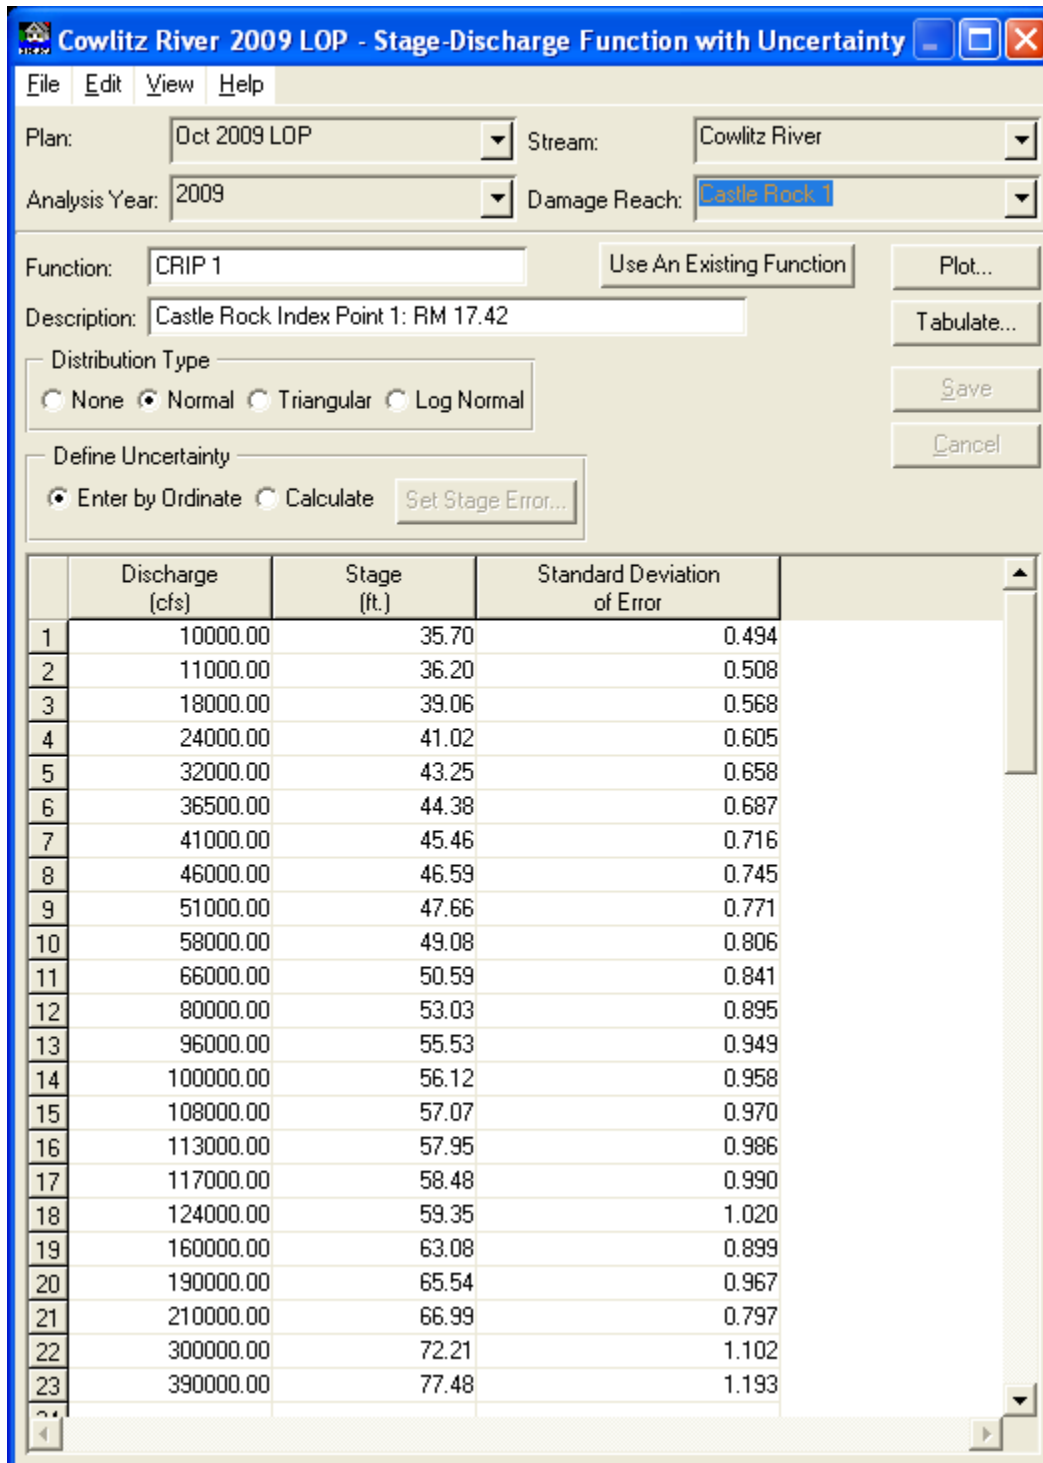 Cowlitz River 2009 LOP - Stage-Discharge Function with Uncertainty
File Edit View Help
Plan: Oct 2009 LOP Stream: Cowlitz River
Analysis Year: 2009 Damage Reach: Castle Rock 1
Function: CRIP 1 Use An Existing Function Plot...
Description: Castle Rock Index Point 1: RM 17.42 Tabulate...
Distribution Type
None Normal Triangular Log Normal Save
Define Uncertainty Cancel
Enter by Ordinate Calculate Set Stage Error...
Discharge Stage Standard Deviation
(cfs) (ft.) of Error
1 10000.00 35.70 0.494
2 11000.00 36.20 0.508
3 18000.00 39.06 0.568
4 24000.00 41.02 0.605
5 32000.00 43.25 0.658
6 36500.00 44.38 0.687
7 41000.00 45.46 0.716
8 46000.00 46.59 0.745
9 51000.00 47.66 0.771
10 58000.00 49.08 0.806
11 66000.00 50.59 0.841
12 80000.00 53.03 0.895
13 96000.00 55.53 0.949
14 100000.00 56.12 0.958
15 108000.00 57.07 0.970
16 113000.00 57.95 0.986
17 117000.00 58.48 0.990
18 124000.00 59.35 1.020
19 160000.00 63.08 0.899
20 190000.00 65.54 0.967
21 210000.00 66.99 0.797
22 300000.00 72.21 1.102
23 390000.00 77.48 1.193